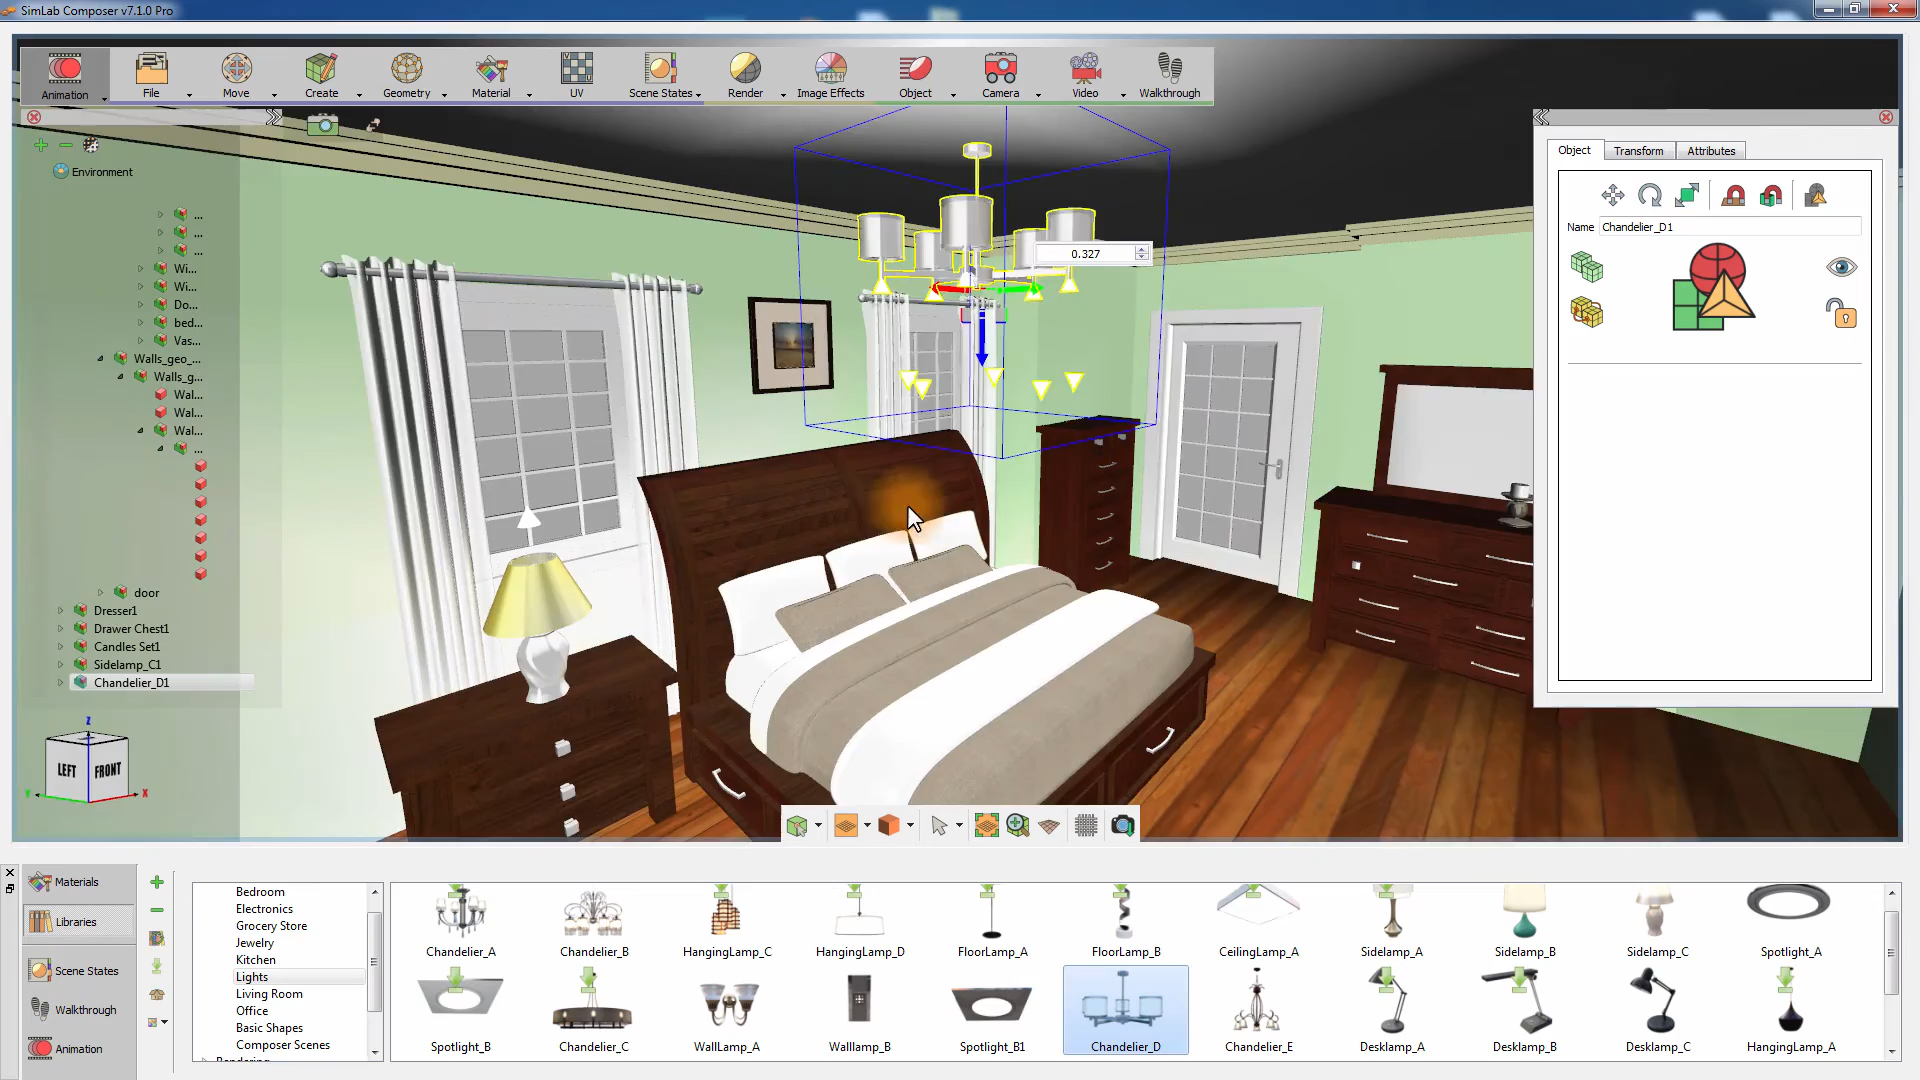 SimLab Composer v7.1.0 Pro
Animation
File
Move
Create
Geometry
Material
UV
Scene States
Render
Image Effects
Object
Camera
Video
Walkthrough
Environment
...
...
...
Wi...
Wi...
Do...
bed...
Vas...
Walls_geo_...
Walls_g...
Wal...
Wal...
Wal...
...
door
Dresser1
Drawer Chest1
Candles Set1
Sidelamp_C1
Chandelier_D1
Z
LEFT
FRONT
Y
X
0.327
Object
Transform
Attributes
Name
Chandelier_D1
Materials
Libraries
Scene States
Walkthrough
Animation
Bedroom
Electronics
Grocery Store
Jewelry
Kitchen
Lights
Living Room
Office
Basic Shapes
Composer Scenes
Chandelier_A
Chandelier_B
HangingLamp_C
HangingLamp_D
FloorLamp_A
FloorLamp_B
CeilingLamp_A
Sidelamp_A
Sidelamp_B
Sidelamp_C
Spotlight_A
Spotlight_B
Chandelier_C
WallLamp_A
Walllamp_B
Spotlight_B1
Chandelier_D
Chandelier_E
Desklamp_A
Desklamp_B
Desklamp_C
HangingLamp_A